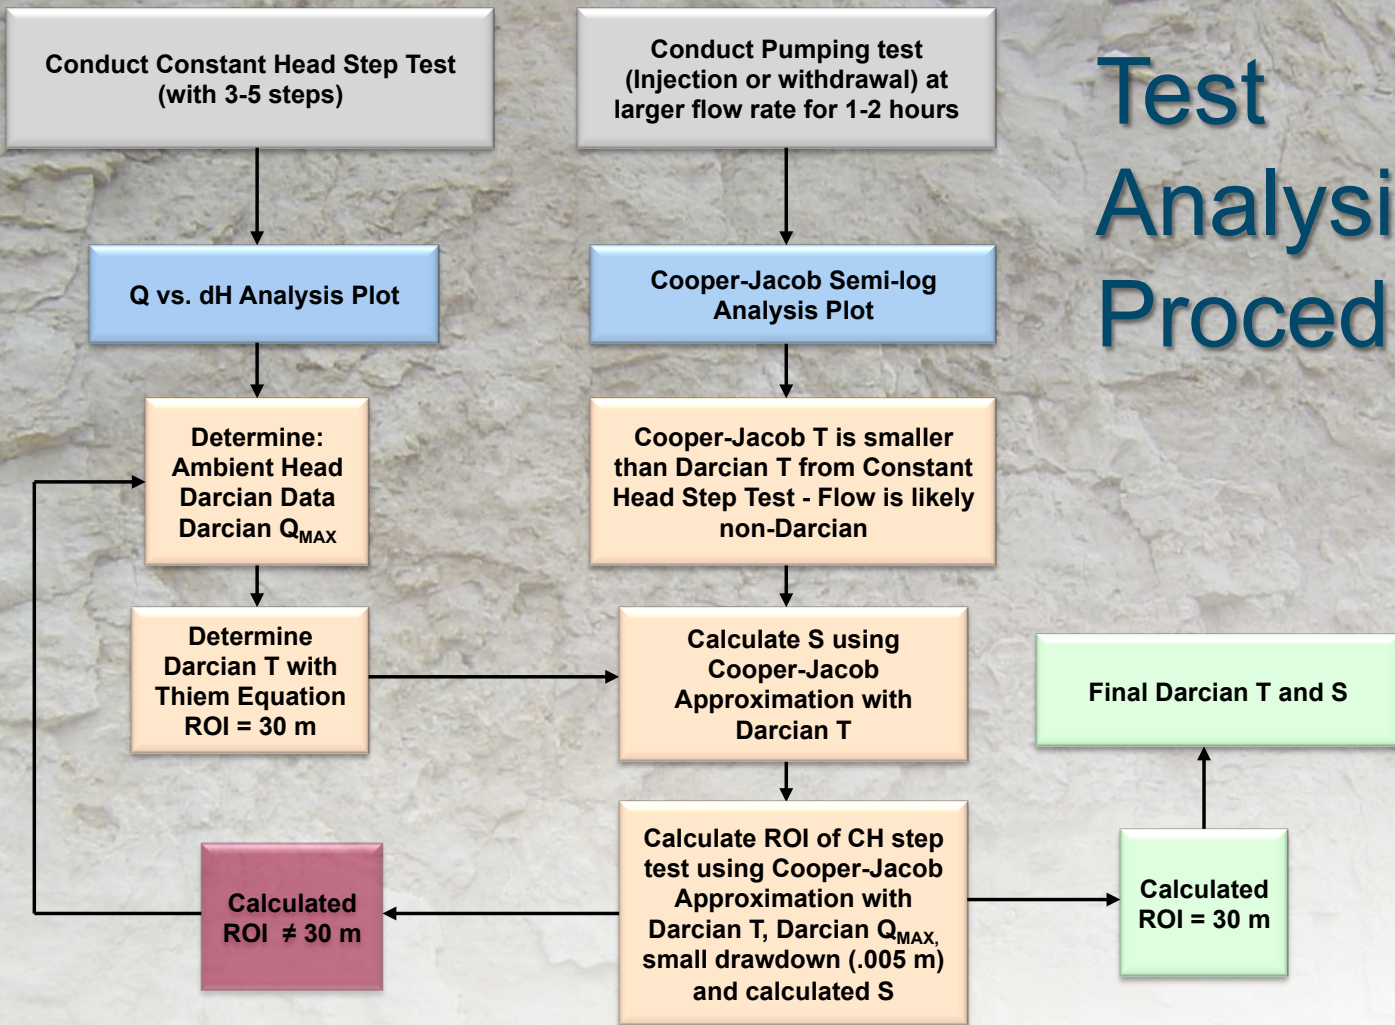 Conduct Constant Head Step Test
(with 3-5 steps)
Conduct Pumping test
(Injection or withdrawal) at
larger flow rate for 1-2 hours
Test
Analysi
Proced
Q vs. dH Analysis Plot
Cooper-Jacob Semi-log
Analysis Plot
Determine:
Ambient Head
Darcian Data
Darcian QMAX
Cooper-Jacob T is smaller
than Darcian T from Constant
Head Step Test - Flow is likely
non-Darcian
Determine
Darcian T with
Thiem Equation
ROI = 30 m
Calculate S using
Cooper-Jacob
Approximation with
Darcian T
Final Darcian T and S
Calculated
ROI ≠ 30 m
Calculate ROI of CH step
test using Cooper-Jacob
Approximation with
Darcian T, Darcian QMAX,
small drawdown (.005 m)
and calculated S
Calculated
ROI = 30 m